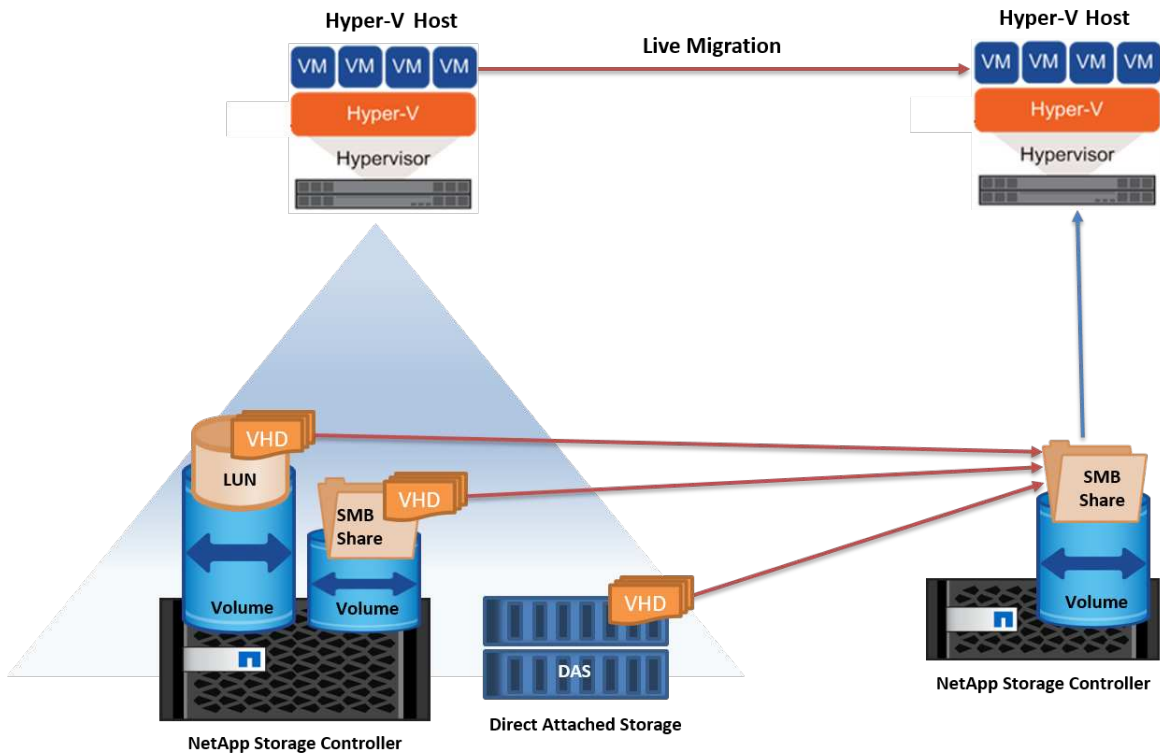 Hyper-V Host
Hyper-V Host
Live Migration
VM VM VM VM
VM VM VM VM
Hyper-V
Hyper-V
Hypervisor
Hypervisor
VHD
LUN
VHD
SMB
Share
SMB
Share
Volume
Volume
VHD
Volume
DAS
NetApp Storage Controller
Direct Attached Storage
NetApp Storage Controller